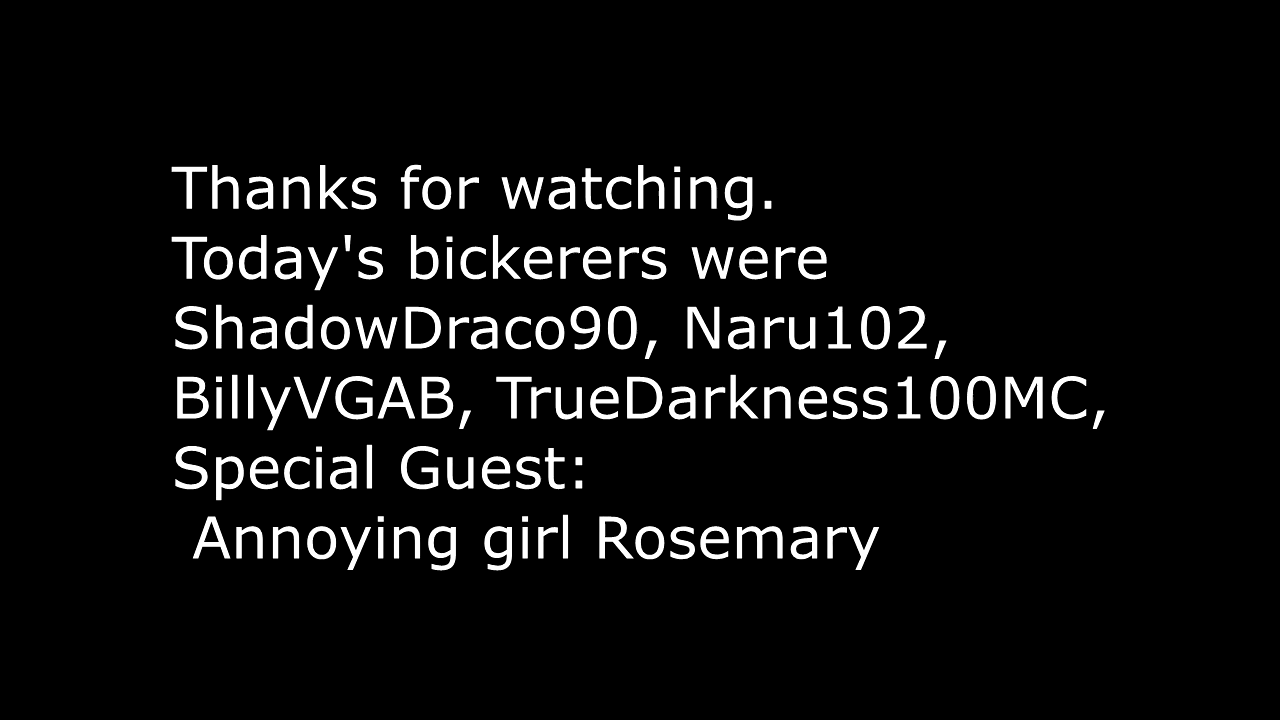 Thanks for watching.
Today's bickerers were
ShadowDraco90, Naru102,
BillyVGAB, TrueDarkness100MC,
Special Guest:
Annoying girl Rosemary